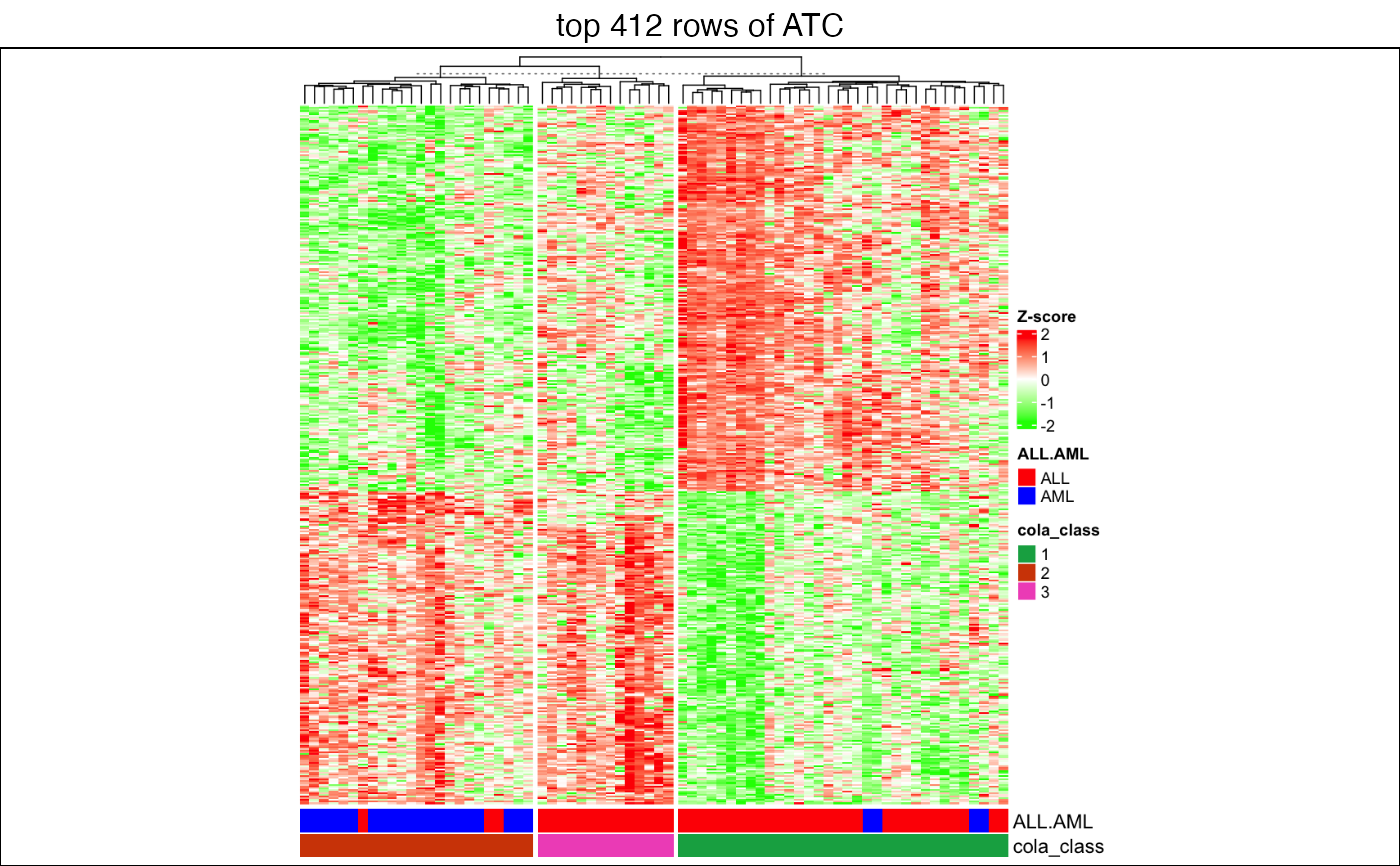 top 412 rows of ATC
Z-score
2
1
0
-1
-2
ALL.AML
ALL
AML
cola_class
1
2
3
ALL.AML
cola_class